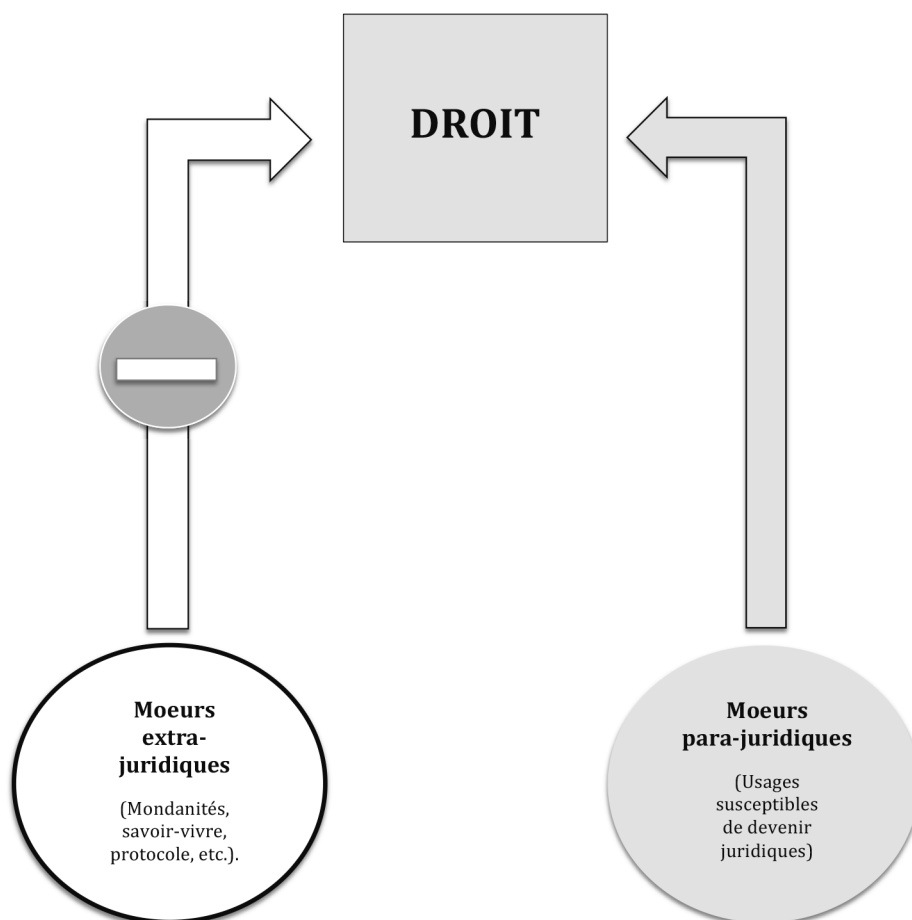 DROIT
Moeurs
extra-
juridiques
(Mondanités,
savoir-vivre,
protocole, etc.).
Moeurs
para-juridiques
(Usages
susceptibles
de devenir
juridiques)